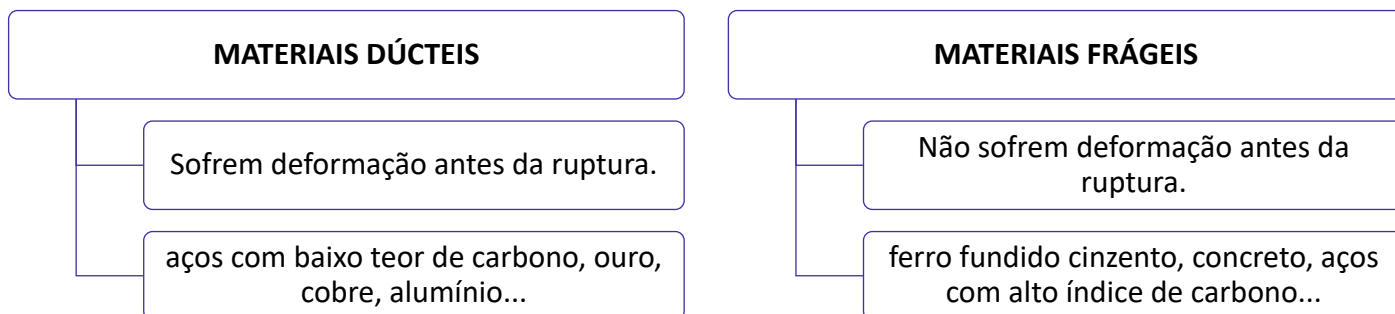 MATERIAIS DÚCTEIS
Sofrem deformação antes da ruptura.
aços com baixo teor de carbono, ouro,
cobre, alumínio...
MATERIAIS FRÁGEIS
Não sofrem deformação antes da
ruptura.
ferro fundido cinzento, concreto, aços
com alto índice de carbono...